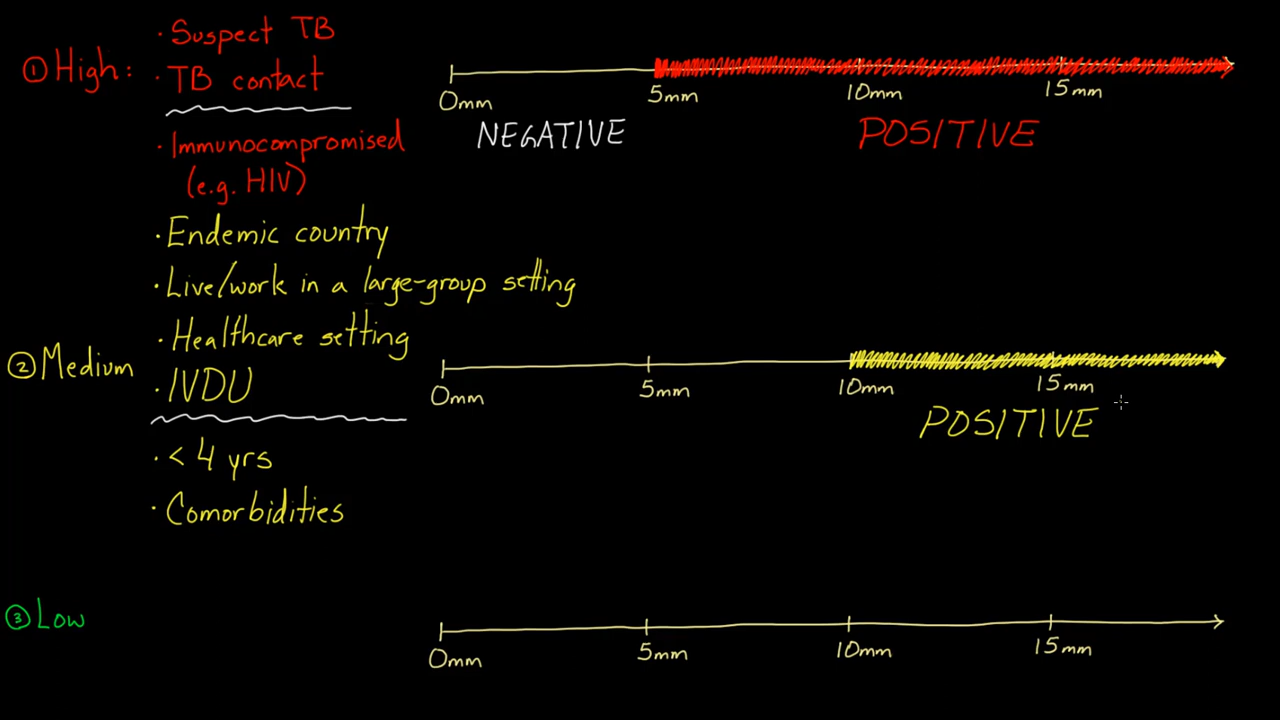 ① High:
· Suspect TB
· TB contact
· Immunocompromised
(e.g. HIV)
0mm 5mm 10mm 15mm
NEGATIVE POSITIVE
② Medium
· Endemic country
· Live/work in a large-group setting
· Healthcare setting
· IVDU
· < 4 yrs
· Comorbidities
0mm 5mm 10mm 15mm
POSITIVE
③ Low
0mm 5mm 10mm 15mm